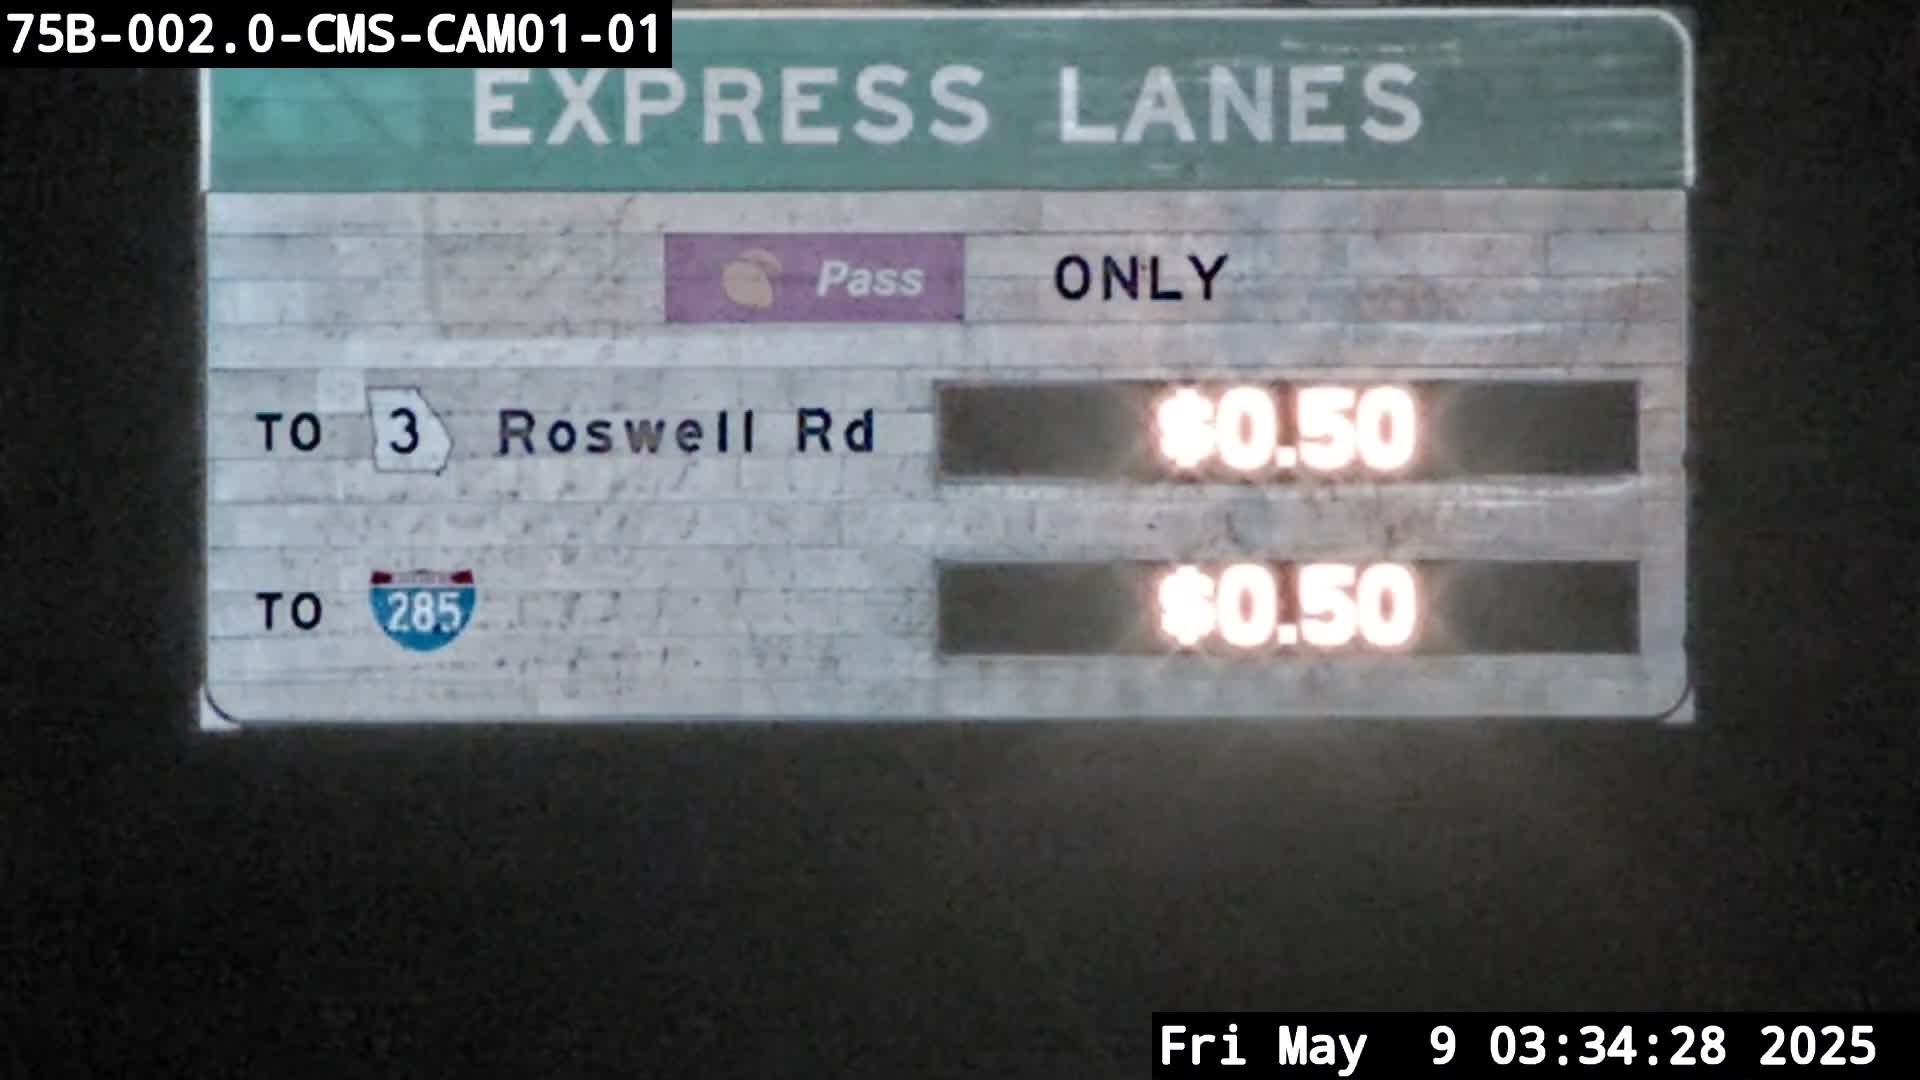 75B-002.0-CMS-CAM01-01
EXPRESS LANES
Pass ONLY
TO 3 Roswell Rd $0.50
TO 285 $0.50
Fri May 9 03:34:28 2025